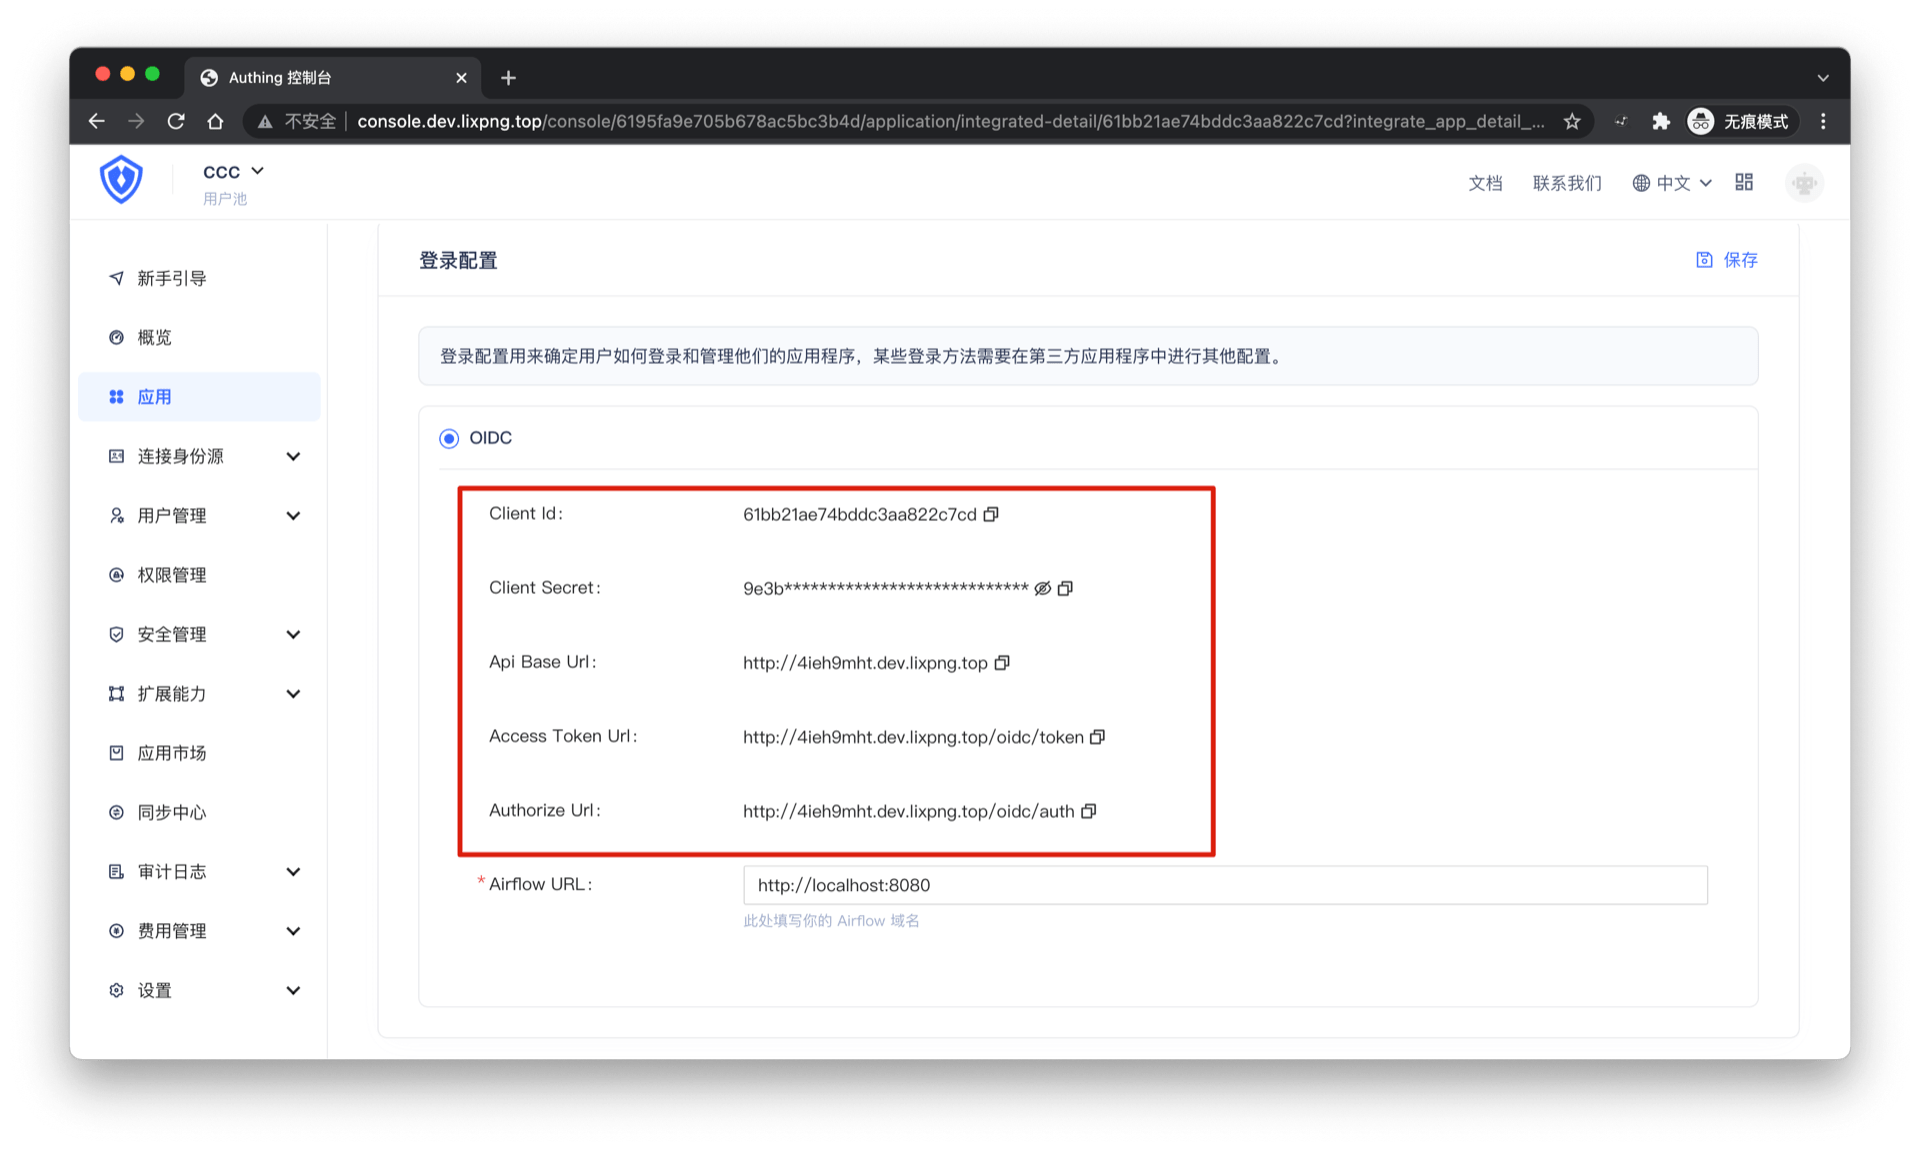 Authing 控制台
不安全 console.dev.lixpng.top/console/6195fa9e705b678ac5bc3b4d/application/integrated-detail/61bb21ae74bddc3aa822c7cd?integrate_app_detail_...
无痕模式
CCC
用户池
文档 联系我们 中文
新手引导
概览
应用
连接身份源
用户管理
权限管理
安全管理
扩展能力
应用市场
同步中心
审计日志
费用管理
设置
登录配置 保存
登录配置用来确定用户如何登录和管理他们的应用程序，某些登录方法需要在第三方应用程序中进行其他配置。
OIDC
Client Id: 61bb21ae74bddc3aa822c7cd
Client Secret: 9e3b****************************
Api Base Url: http://4ieh9mht.dev.lixpng.top
Access Token Url: http://4ieh9mht.dev.lixpng.top/oidc/token
Authorize Url: http://4ieh9mht.dev.lixpng.top/oidc/auth
* Airflow URL: http://localhost:8080
此处填写你的 Airflow 域名